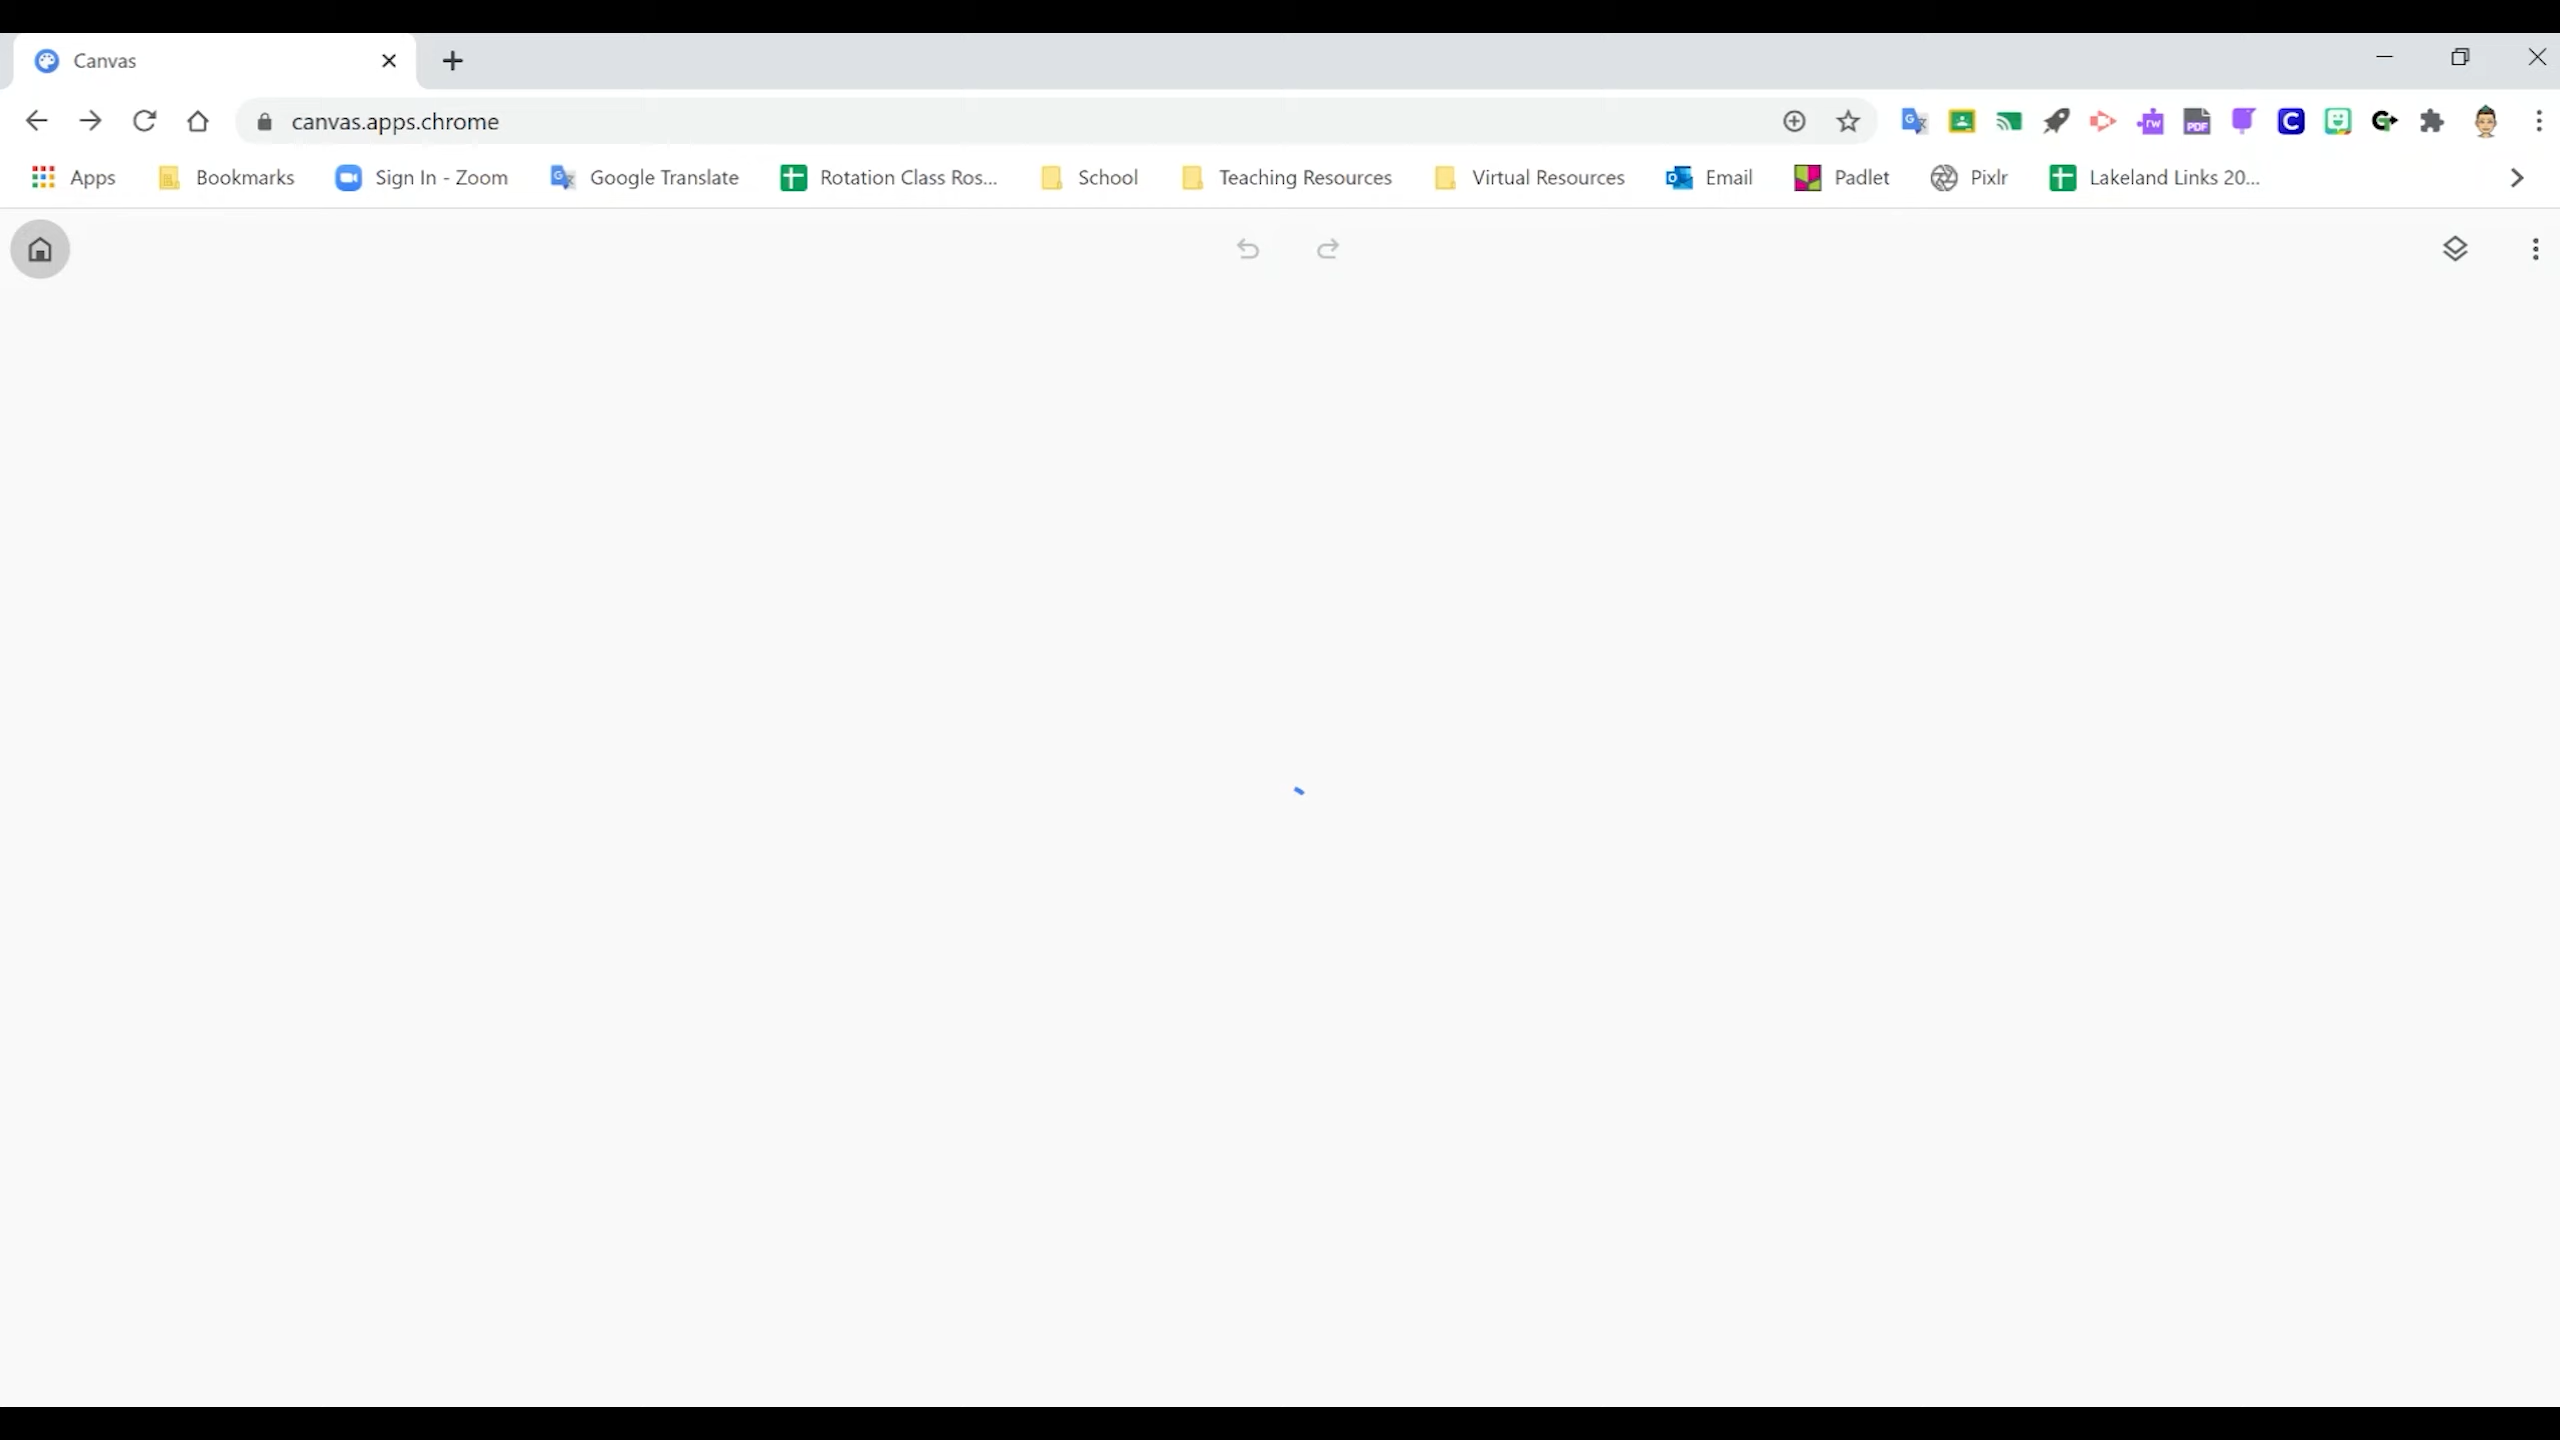 Canvas
canvas.apps.chrome
Apps
Bookmarks
Sign In - Zoom
Google Translate
Rotation Class Ros...
School
Teaching Resources
Virtual Resources
Email
Padlet
Pixlr
Lakeland Links 20...